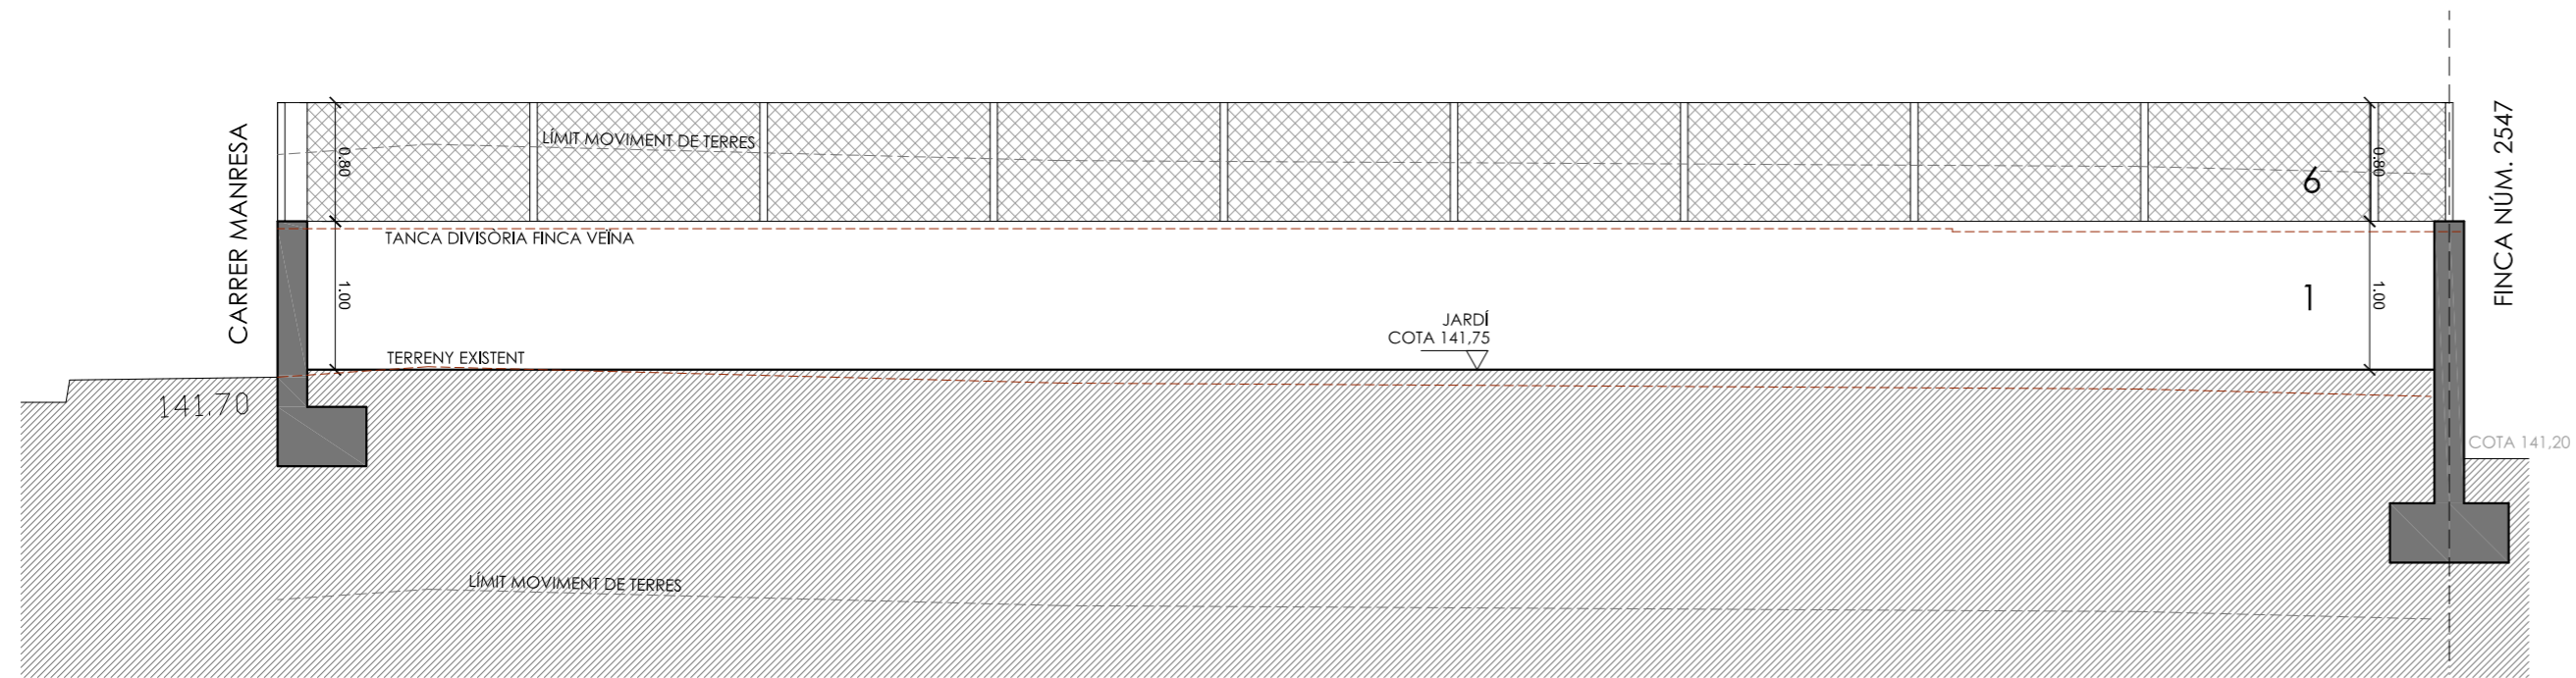 CARRER MANRESA
0.80
LÍMIT MOVIMENT DE TERRES
6
0.80
FINCA NÚM. 2547
TANCA DIVISÒRIA FINCA VEÏNA
1.00
1
1.00
JARDÍ
COTA 141,75
TERRENY EXISTENT
141.70
COTA 141,20
LÍMIT MOVIMENT DE TERRES